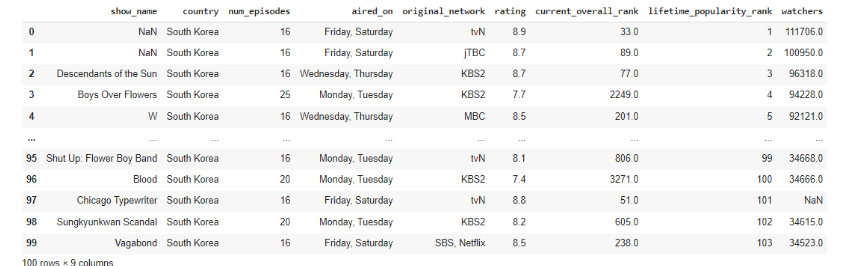 show_name country num_episodes aired_on original_network rating current_overall_rank lifetime_popularity_rank watchers
0 NaN South Korea 16 Friday, Saturday tvN 8.9 33.0 1 111706.0
1 NaN South Korea 16 Friday, Saturday jTBC 8.7 89.0 2 100950.0
2 Descendants of the Sun South Korea 16 Wednesday, Thursday KBS2 8.7 77.0 3 96318.0
3 Boys Over Flowers South Korea 25 Monday, Tuesday KBS2 7.7 2249.0 4 94228.0
4 W South Korea 16 Wednesday, Thursday MBC 8.5 201.0 5 92121.0
... ... ... ... ... ... ... ... ... ...
95 Shut Up: Flower Boy Band South Korea 16 Monday, Tuesday tvN 8.1 806.0 99 34668.0
96 Blood South Korea 20 Monday, Tuesday KBS2 7.4 3271.0 100 34666.0
97 Chicago Typewriter South Korea 16 Friday, Saturday tvN 8.8 51.0 101 NaN
98 Sungkyunkwan Scandal South Korea 20 Monday, Tuesday KBS2 8.2 605.0 102 34615.0
99 Vagabond South Korea 16 Friday, Saturday SBS, Netflix 8.5 238.0 103 34523.0
100 rows × 9 columns